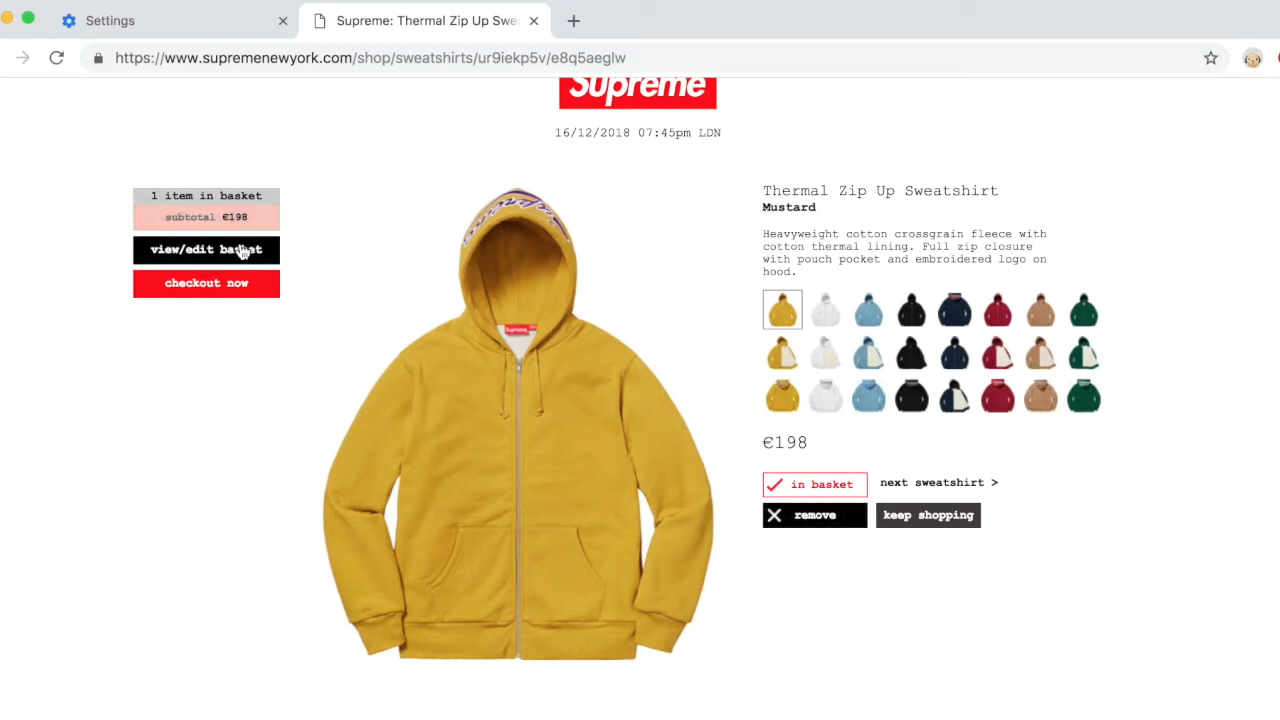 Settings
Supreme: Thermal Zip Up Swe
https://www.supremenewyork.com/shop/sweatshirts/ur9iekp5v/e8q5aeglw
Supreme
16/12/2018 07:45pm LDN
1 item in basket
subtotal €198
view/edit basket
checkout now
Supreme
Supreme
Thermal Zip Up Sweatshirt
Mustard
Heavyweight cotton crossgrain fleece with
cotton thermal lining. Full zip closure
with pouch pocket and embroidered logo on
hood.
€198
in basket
next sweatshirt >
remove
keep shopping